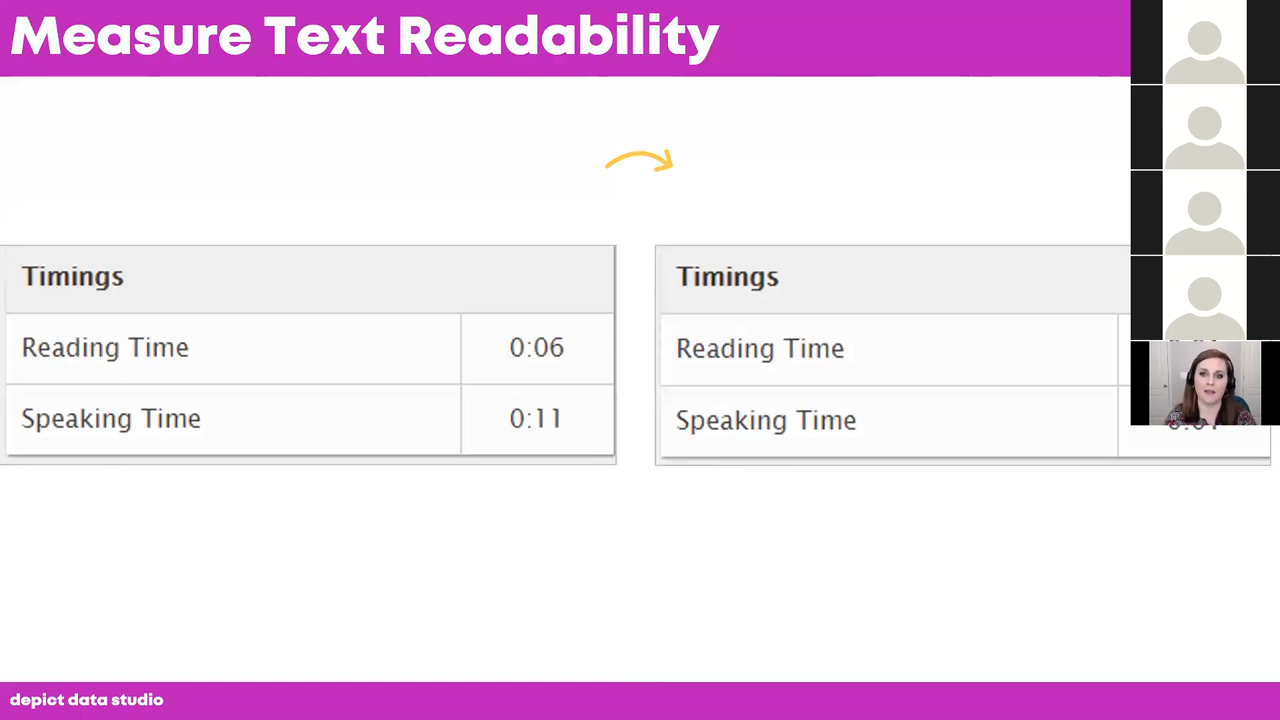 Measure Text Readability
Timings
Reading Time 0:06
Speaking Time 0:11
Timings
Reading Time
Speaking Time
depict data studio